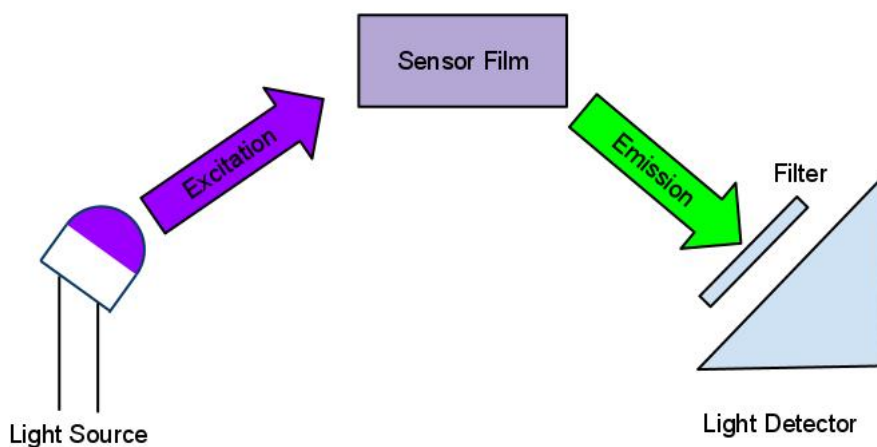 Sensor Film
Excitation
Emission
Filter
Light Source
Light Detector